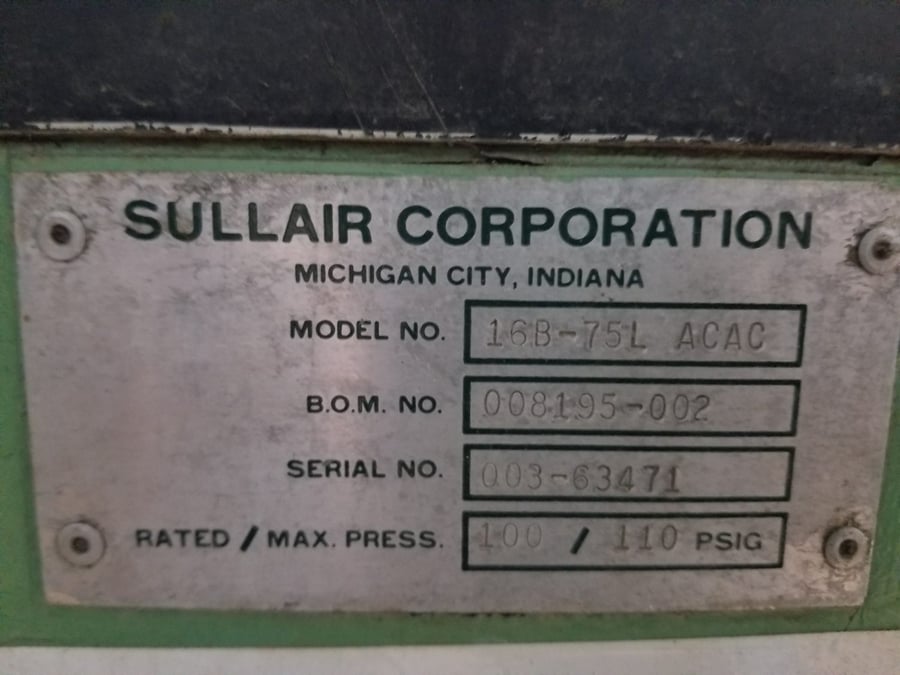 SULLAIR CORPORATION
MICHIGAN CITY, INDIANA
MODEL NO. 16B-75L ACAC
B.O.M. NO. 008195-002
SERIAL NO. 003-63471
RATED / MAX. PRESS. 100 / 110 PSIG